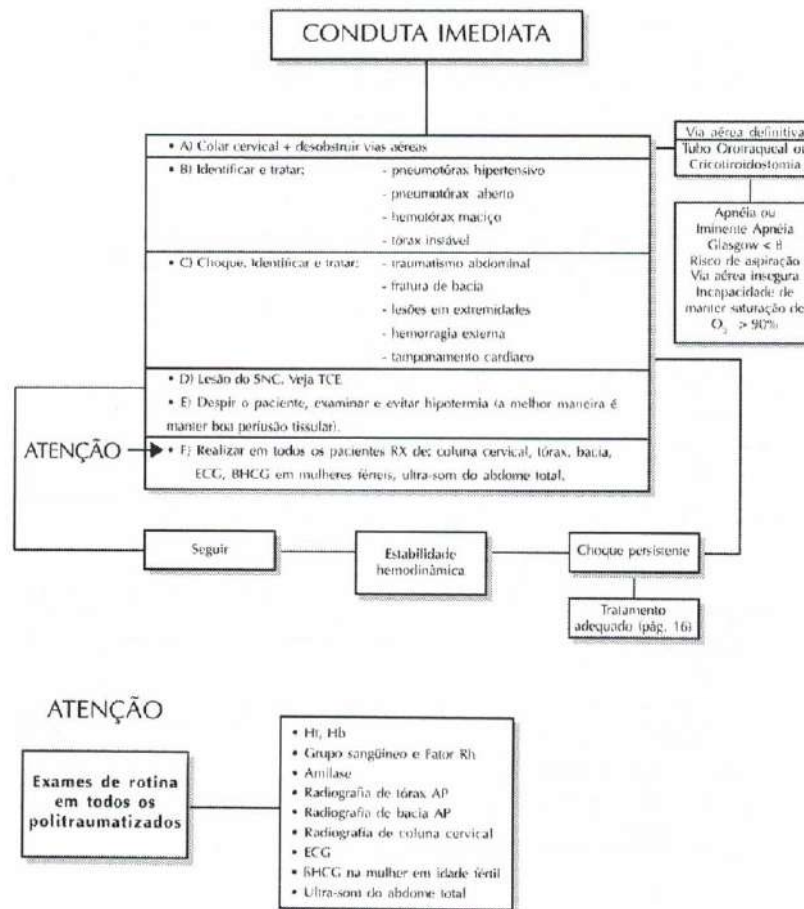 CONDUTA IMEDIATA
• A) Colar cervical + desobstruir vias aéreas
• B) Identificar e tratar: - pneumotórax hipertensivo
- pneumotórax aberto
- hemotórax maciço
- tórax instável
• C) Choque. Identificar e tratar: - traumatismo abdominal
- fratura de bacia
- lesões em extremidades
- hemorragia externa
- tamponamento cardíaco
• D) Lesão do SNC. Veja TCE
• E) Despir o paciente, examinar e evitar hipotermia (a melhor maneira é
manter boa perfusão tissular).
ATENÇÃO
• F) Realizar em todos os pacientes RX de: coluna cervical, tórax, bacia,
ECG, BHCG em mulheres férteis, ultra-som do abdome total.
Via aérea definitiva
Tubo Orotraqueal ou
Cricotiroidostomia
Apnéia ou
Iminente Apnéia
Glasgow < 8
Risco de aspiração
Via aérea insegura
Incapacidade de
manter saturação de
O₂ > 90%
Seguir
Estabilidade
hemodinâmica
Choque persistente
Tratamento
adequado (pág. 16)
ATENÇÃO
Exames de rotina
em todos os
politraumatizados
• Ht, Hb
• Grupo sangüíneo e Fator Rh
• Amilase
• Radiografia de tórax AP
• Radiografia de bacia AP
• Radiografia de coluna cervical
• ECG
• BHCG na mulher em idade fértil
• Ultra-som do abdome total